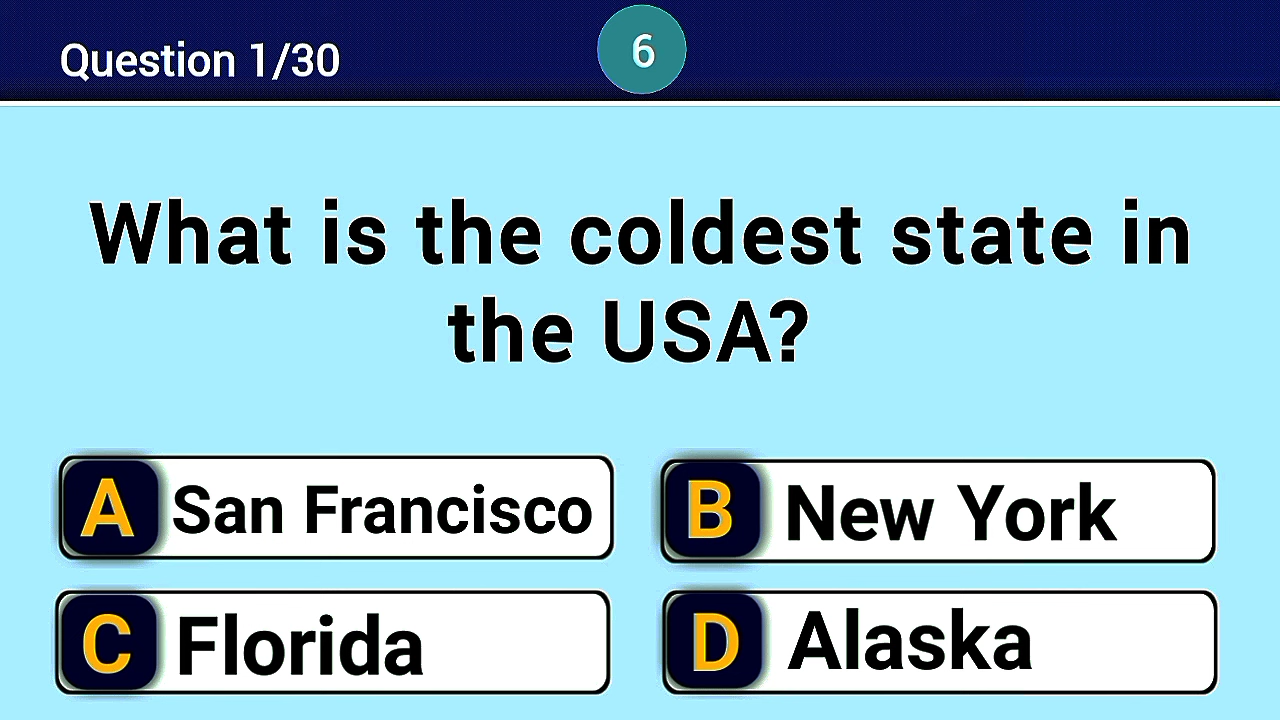 Question 1/30
6
What is the coldest state in
the USA?
A San Francisco
B New York
C Florida
D Alaska